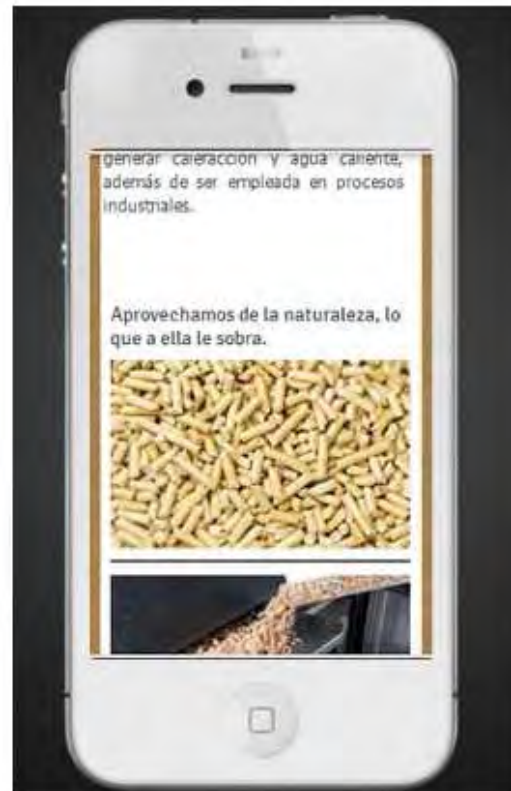 generar calefacción y agua caliente,
además de ser empleada en procesos
industriales.
Aprovechamos de la naturaleza, lo
que a ella le sobra.